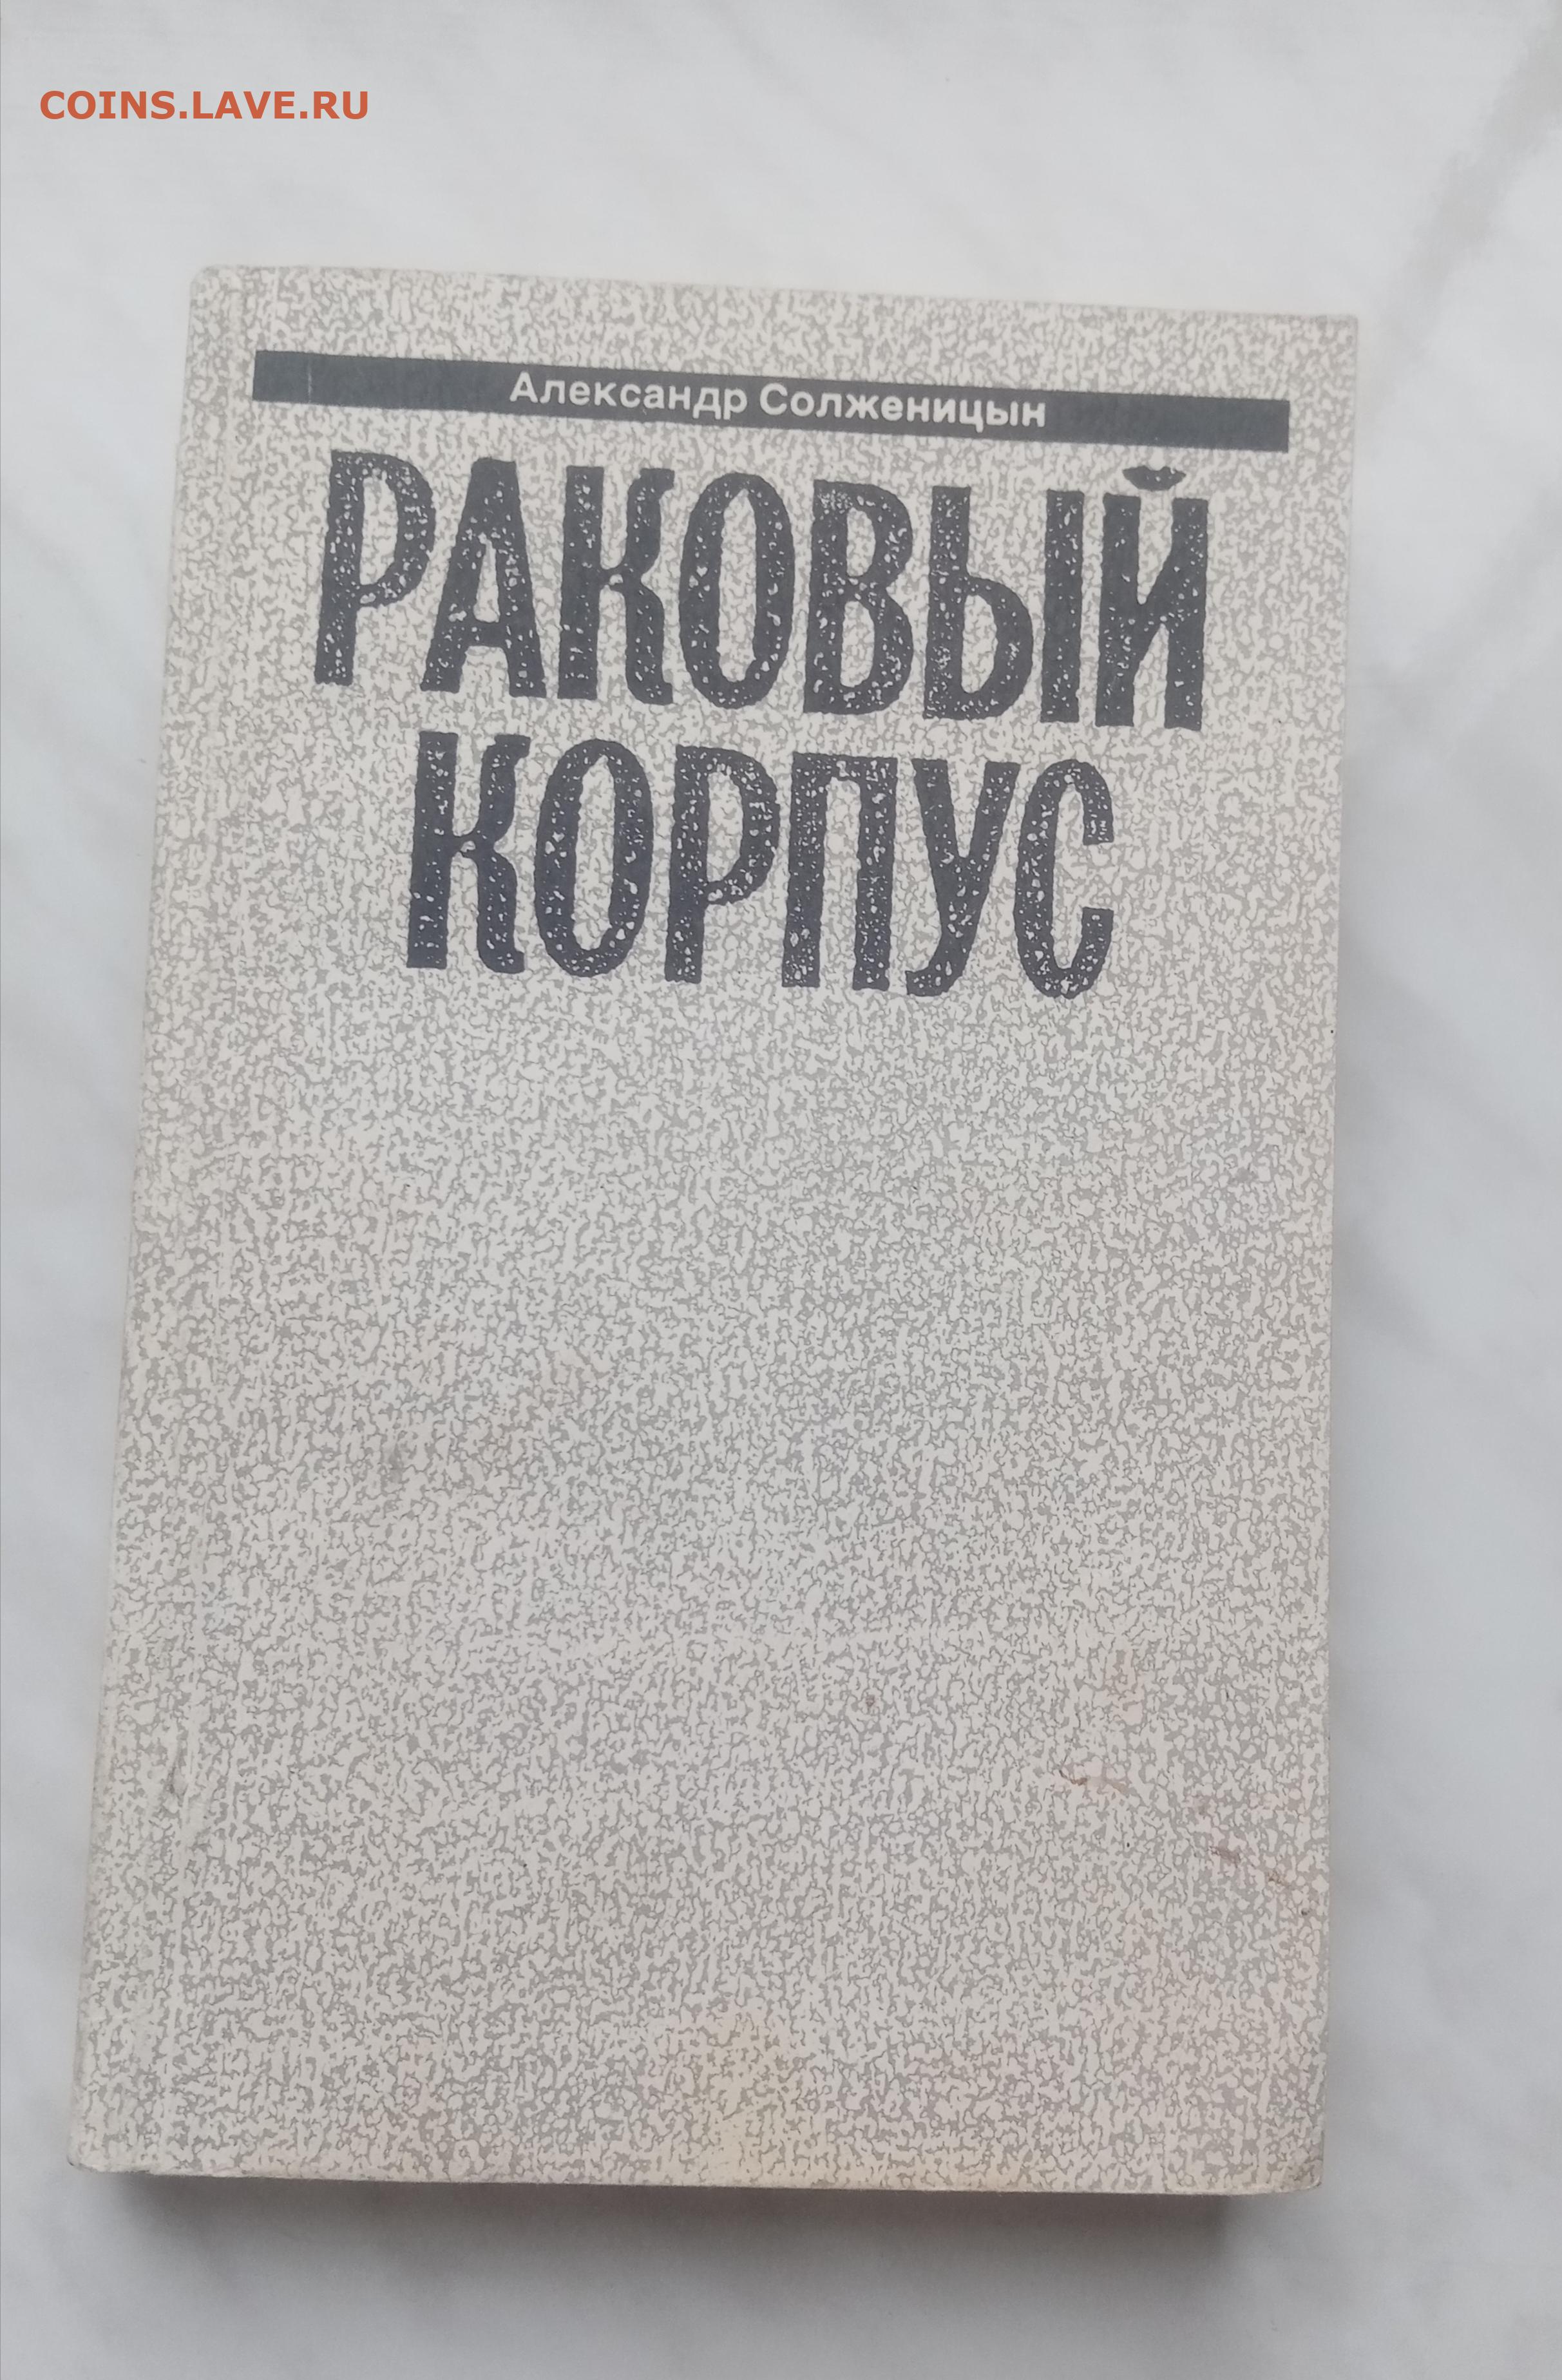 COINS.LAVE.RU
Александр Солженицын
РАКОВЫЙ
КОРПУС